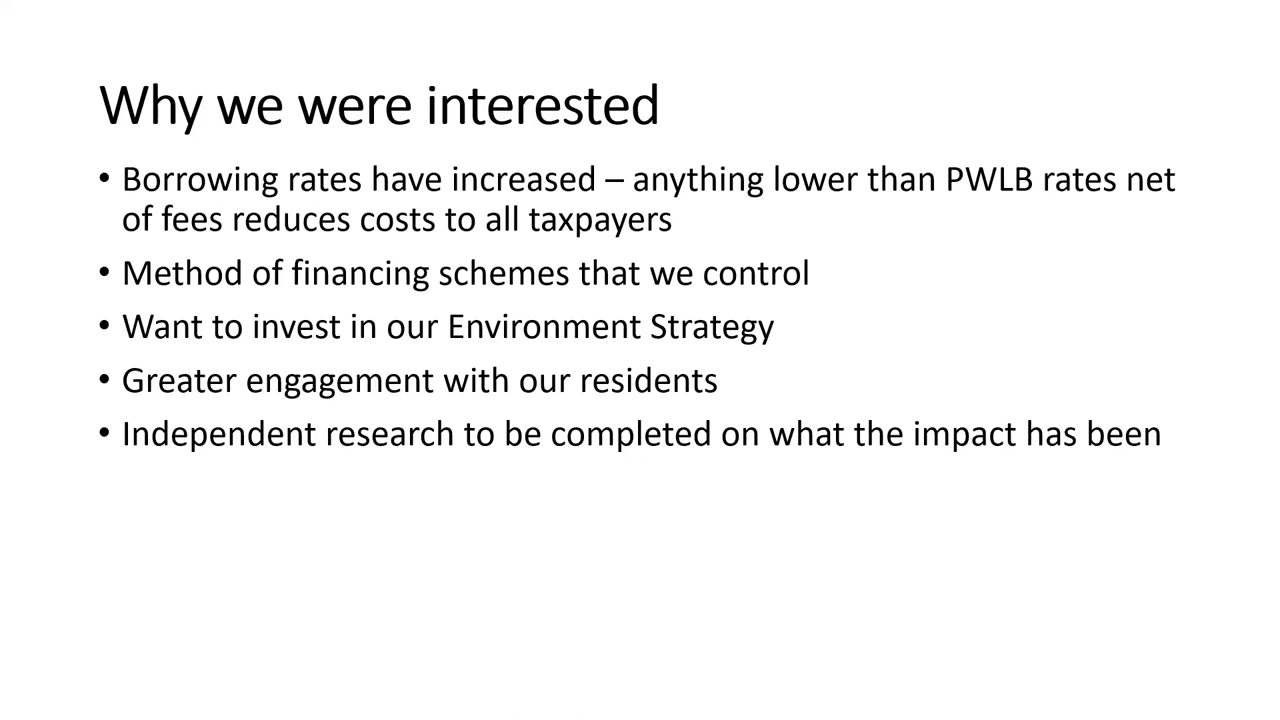 Why we were interested
• Borrowing rates have increased – anything lower than PWLB rates net
of fees reduces costs to all taxpayers
• Method of financing schemes that we control
• Want to invest in our Environment Strategy
• Greater engagement with our residents
• Independent research to be completed on what the impact has been